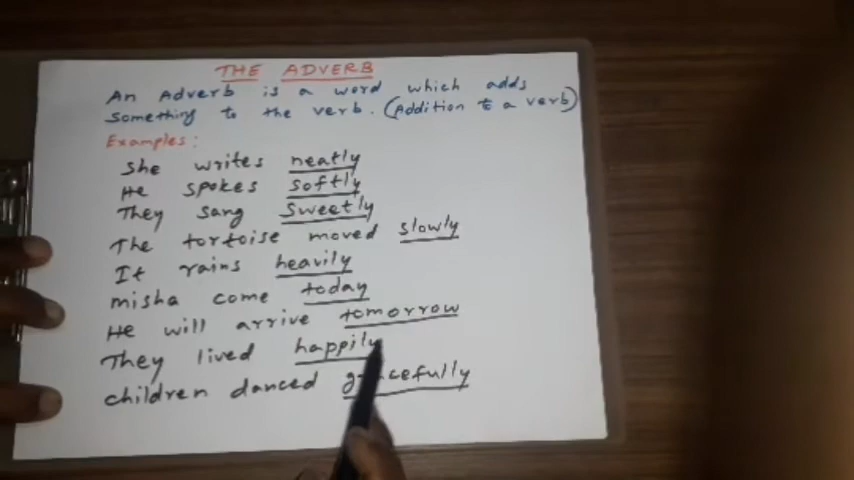 THE ADVERB
An Adverb is a word which adds
something to the verb. (Addition to a verb)
Examples:
She writes neatly
He spokes softly
They sang sweetly
The tortoise moved slowly
It rains heavily
misha come today
He will arrive tomorrow
They lived happily
children danced gracefully